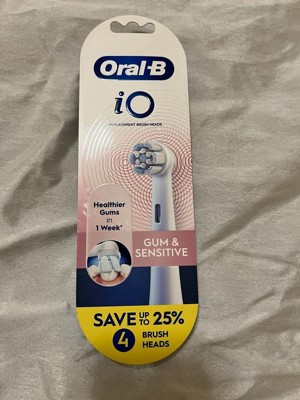 Oral-B
iO
REPLACEMENT BRUSH HEADS
Healthier
Gums
in
1 Week*
GUM &
SENSITIVE
SAVE UP TO 25%
4 BRUSH
HEADS